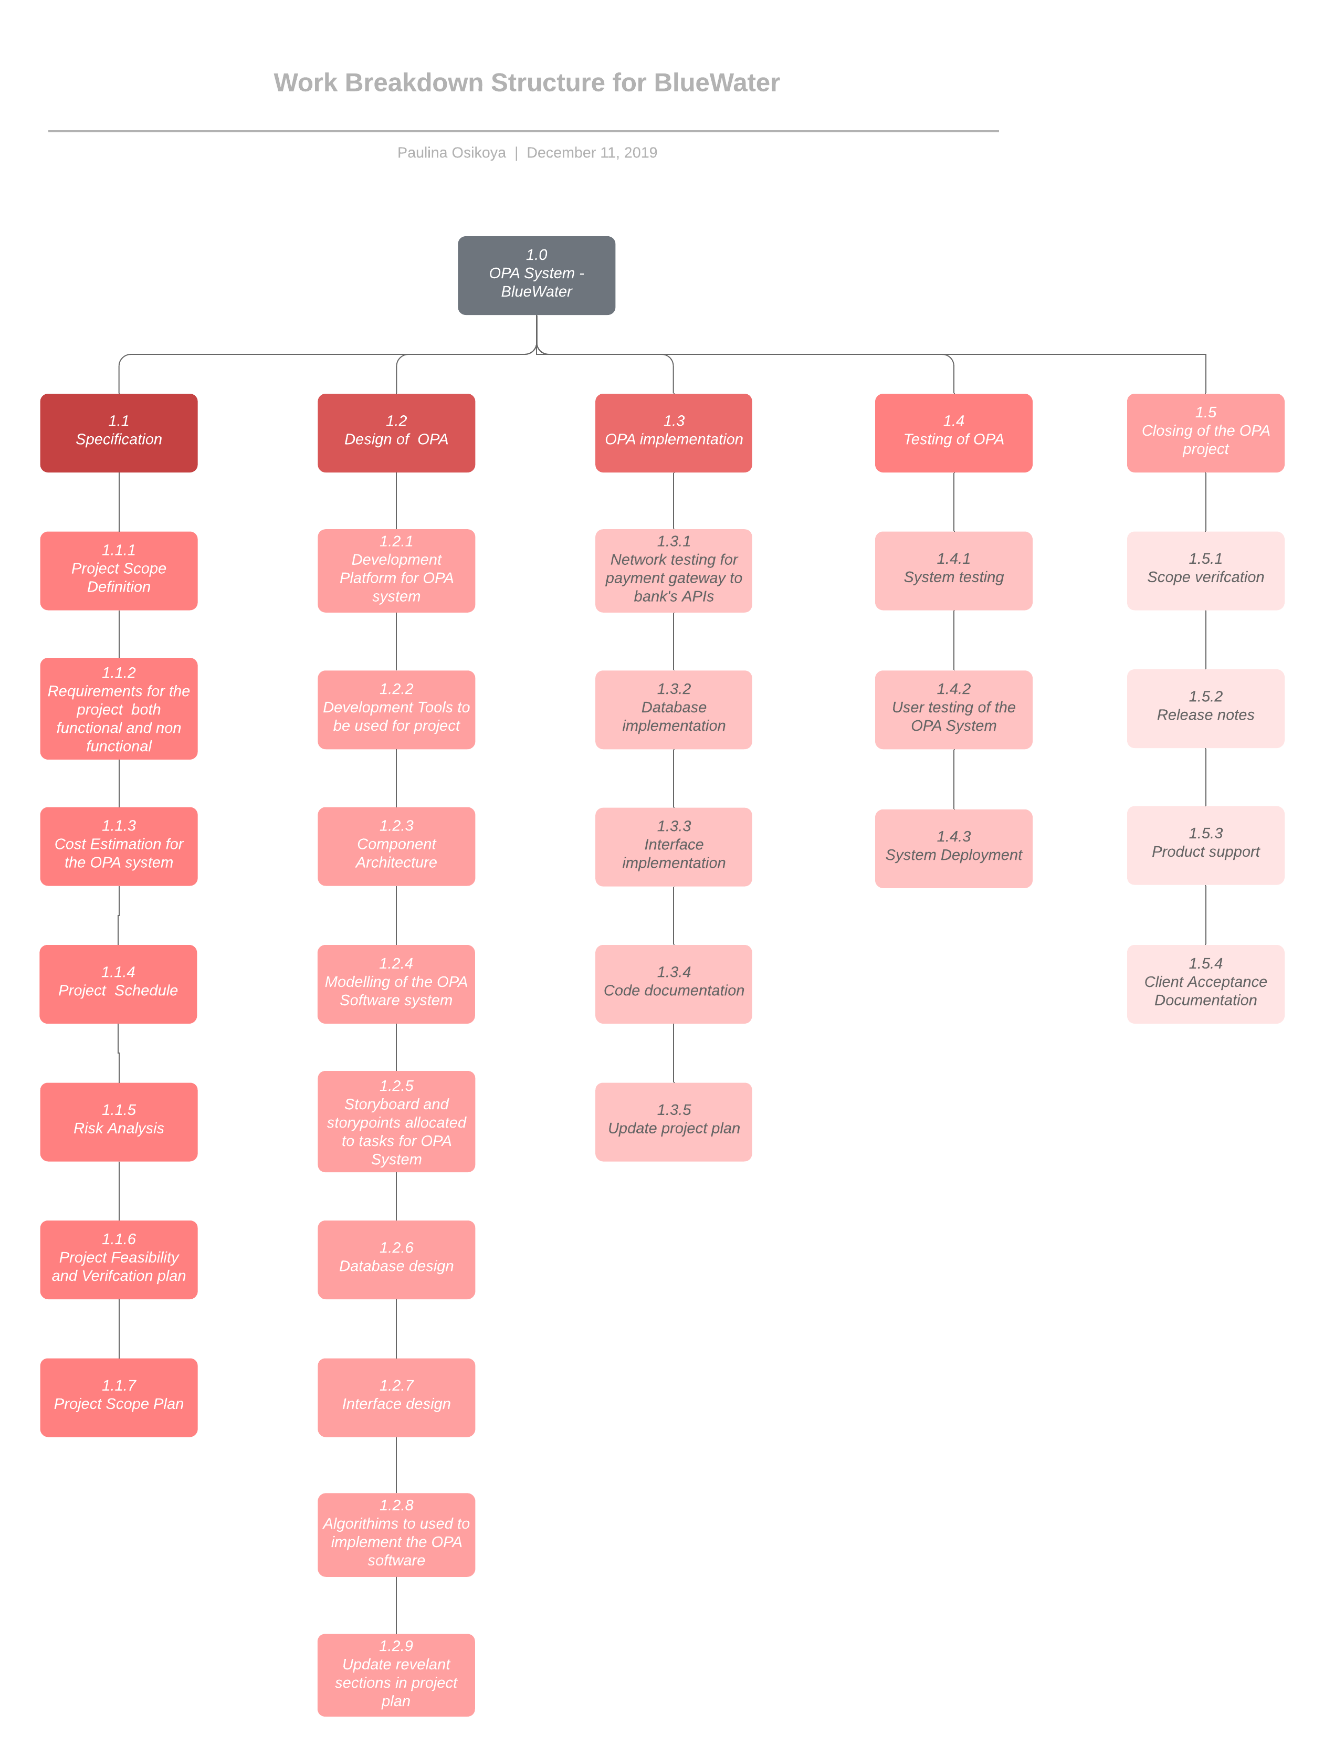 Work Breakdown Structure for BlueWater
Paulina Osikoya | December 11, 2019
1.0
OPA System -
BlueWater
1.1
Specification
1.1.1
Project Scope
Definition
1.1.2
Requirements for the
project both
functional and non
functional
1.1.3
Cost Estimation for
the OPA system
1.1.4
Project Schedule
1.1.5
Risk Analysis
1.1.6
Project Feasibility
and Verifcation plan
1.1.7
Project Scope Plan
1.2
Design of OPA
1.2.1
Development
Platform for OPA
system
1.2.2
Development Tools to
be used for project
1.2.3
Component
Architecture
1.2.4
Modelling of the OPA
Software system
1.2.5
Storyboard and
storypoints allocated
to tasks for OPA
System
1.2.6
Database design
1.2.7
Interface design
1.2.8
Algorithims to used to
implement the OPA
software
1.2.9
Update revelant
sections in project
plan
1.3
OPA implementation
1.3.1
Network testing for
payment gateway to
bank's APIs
1.3.2
Database
implementation
1.3.3
Interface
implementation
1.3.4
Code documentation
1.3.5
Update project plan
1.4
Testing of OPA
1.4.1
System testing
1.4.2
User testing of the
OPA System
1.4.3
System Deployment
1.5
Closing of the OPA
project
1.5.1
Scope verifcation
1.5.2
Release notes
1.5.3
Product support
1.5.4
Client Acceptance
Documentation